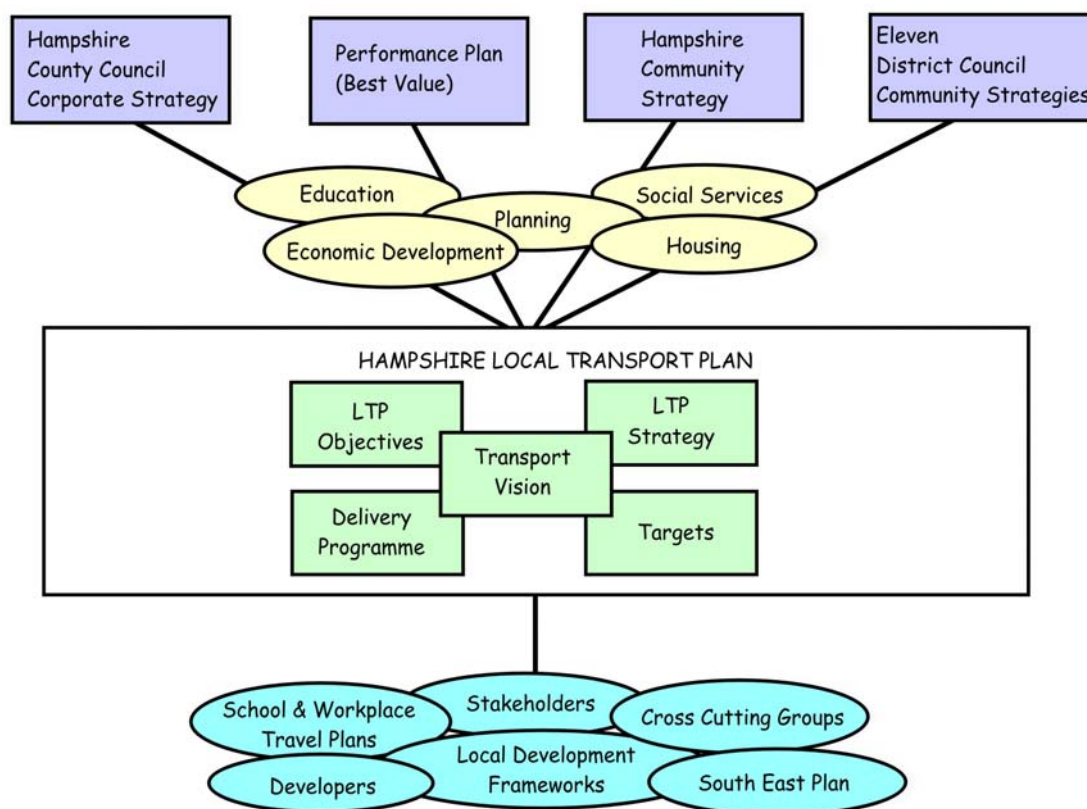 Hampshire
County Council
Corporate Strategy
Performance Plan
(Best Value)
Hampshire
Community
Strategy
Eleven
District Council
Community Strategies
Education
Social Services
Planning
Economic Development
Housing
HAMPSHIRE LOCAL TRANSPORT PLAN
LTP
Objectives
LTP
Strategy
Transport
Vision
Delivery
Programme
Targets
School & Workplace
Travel Plans
Stakeholders
Cross Cutting Groups
Developers
Local Development
Frameworks
South East Plan